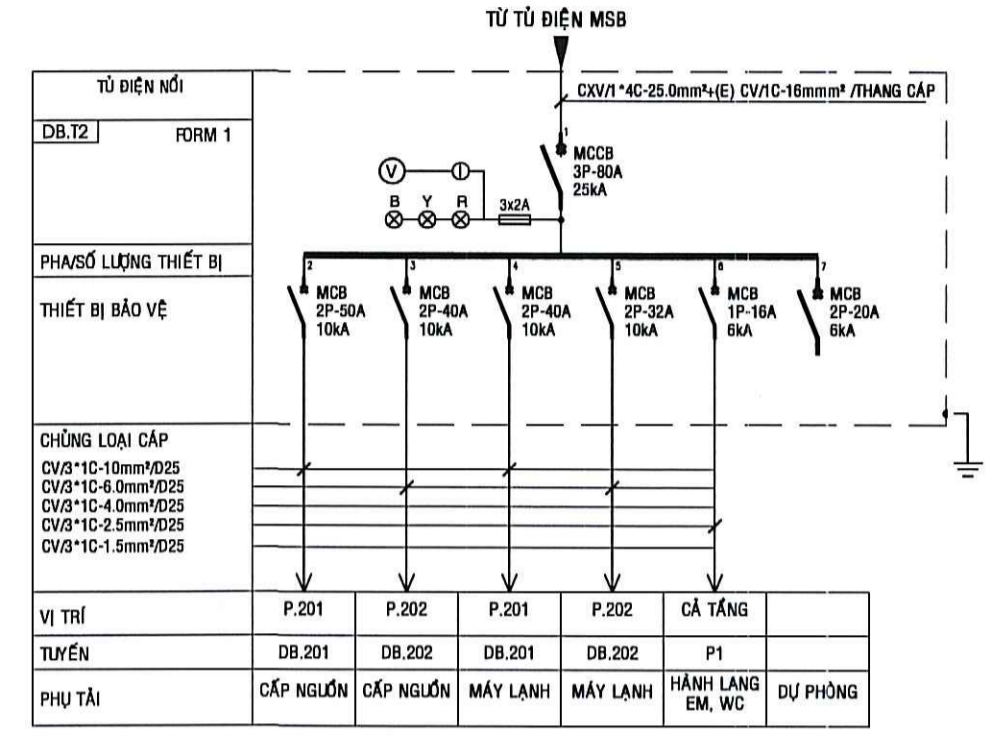 TỪ TỦ ĐIỆN MSB
TỦ ĐIỆN NỔI
CXV/1*4C-25.0mm²+(E) CV/1C-16mmm² /THANG CÁP
DB.T2 FORM 1
1
MCCB
3P-80A
25kA
V I
B Y R 3x2A
PHA/SỐ LƯỢNG THIẾT BỊ
2 3 4 5 6 7
THIẾT BỊ BẢO VỆ
MCB
2P-50A
10kA
MCB
2P-40A
10kA
MCB
2P-40A
10kA
MCB
2P-32A
10kA
MCB
1P-16A
6kA
MCB
2P-20A
6kA
CHỦNG LOẠI CÁP
CV/3*1C-10mm²/D25
CV/3*1C-6.0mm²/D25
CV/3*1C-4.0mm²/D25
CV/3*1C-2.5mm²/D25
CV/3*1C-1.5mm²/D25
VỊ TRÍ P.201 P.202 P.201 P.202 CẢ TẦNG
TUYẾN DB.201 DB.202 DB.201 DB.202 P1
PHỤ TẢI CẤP NGUỒN CẤP NGUỒN MÁY LẠNH MÁY LẠNH HÀNH LANG
EM, WC
DỰ PHÒNG